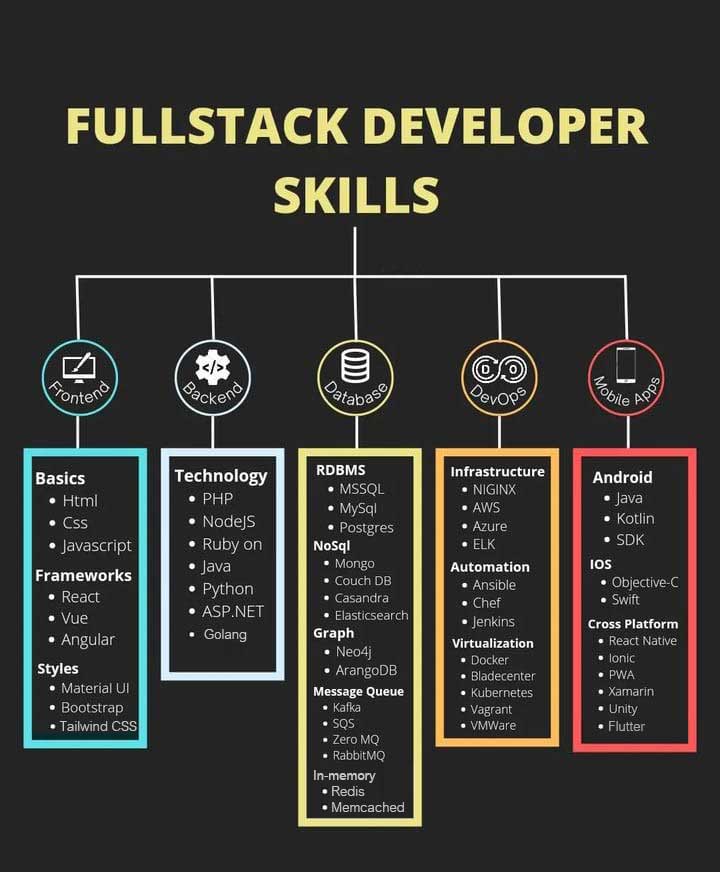 FULLSTACK DEVELOPER
SKILLS
Frontend
Basics
Html
Css
Javascript
Frameworks
React
Vue
Angular
Styles
Material UI
Bootstrap
Tailwind CSS
Backend
Technology
PHP
NodeJS
Ruby on
Java
Python
ASP.NET
Golang
Database
RDBMS
MSSQL
MySql
Postgres
NoSql
Mongo
Couch DB
Casandra
Elasticsearch
Graph
Neo4j
ArangoDB
Message Queue
Kafka
SQS
Zero MQ
RabbitMQ
In-memory
Redis
Memcached
DevOps
Infrastructure
NIGINX
AWS
Azure
ELK
Automation
Ansible
Chef
Jenkins
Virtualization
Docker
Bladecenter
Kubernetes
Vagrant
VMWare
Mobile Apps
Android
Java
Kotlin
SDK
IOS
Objective-C
Swift
Cross Platform
React Native
Ionic
PWA
Xamarin
Unity
Flutter